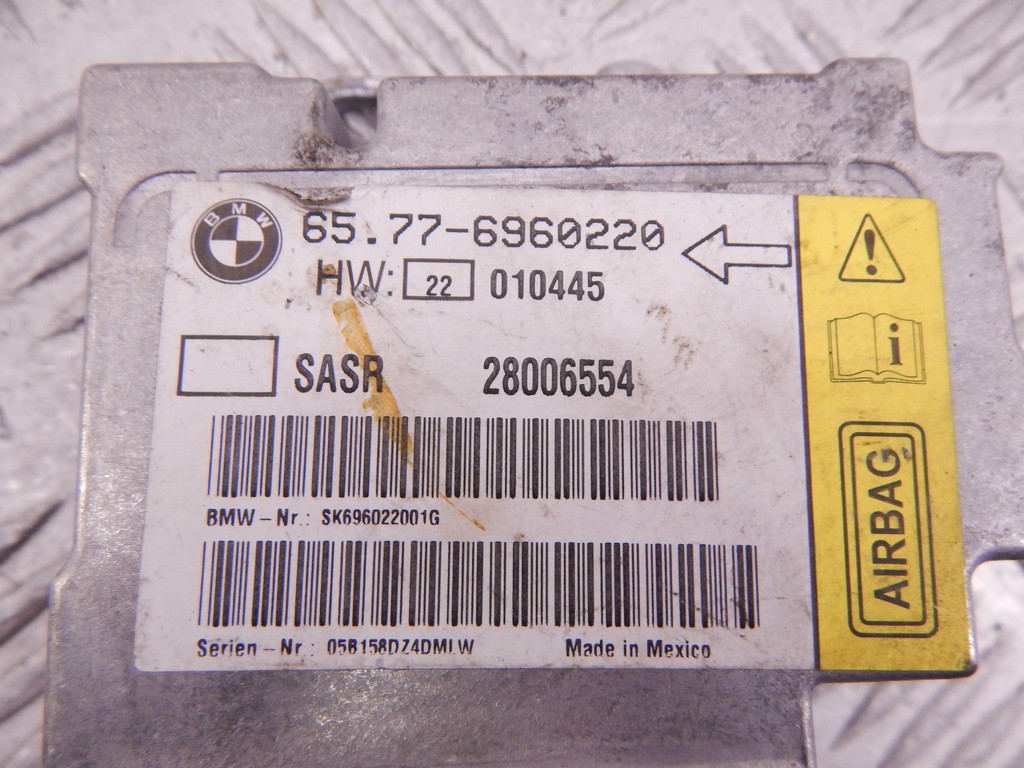 BMW
65.77-6960220
HW: 22 010445
SASR 28006554
BMW-Nr.: SK696022001G
Serien-Nr: 05B158DZ4DMLW Made in Mexico
i
AIRBAG